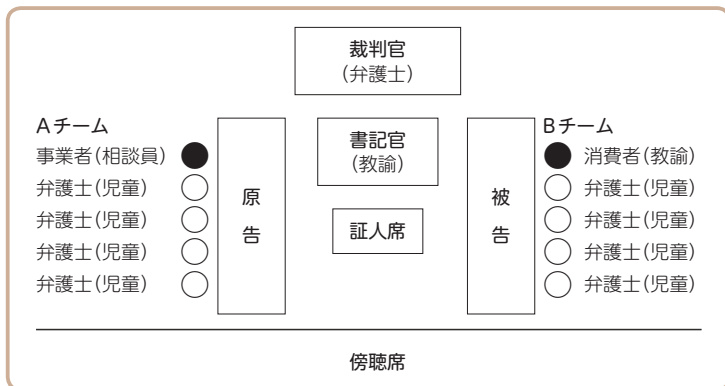 裁判官
(弁護士)
Aチーム
事業者(相談員)
弁護士(児童)
弁護士(児童)
弁護士(児童)
弁護士(児童)
原告
書記官
(教諭)
証人席
被告
Bチーム
消費者(教諭)
弁護士(児童)
弁護士(児童)
弁護士(児童)
弁護士(児童)
傍聴席